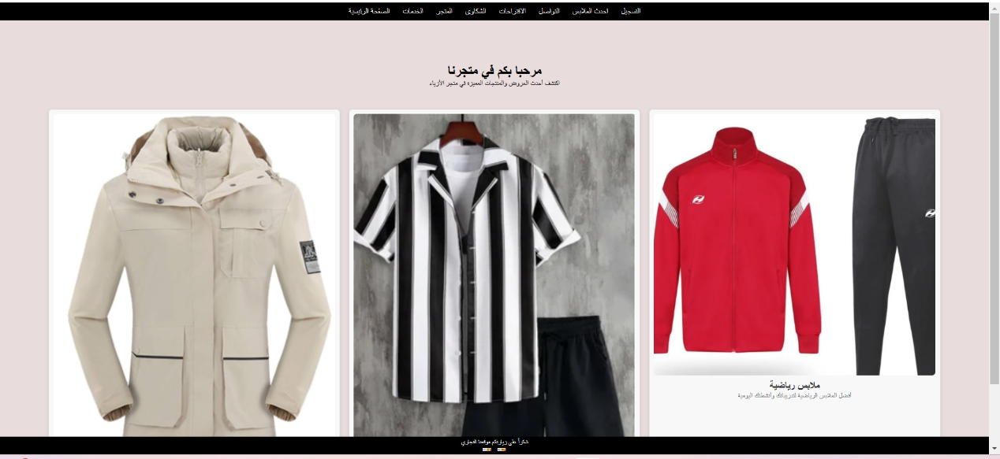 التسجيل احدث الملابس التواصل الاقتراحات الشكاوى المتجر الخدمات الصفحة الرئيسية
مرحبا بكم في متجرنا
اكتشف أحدث العروض والمنتجات المميزة في متجر الأزياء
ملابس رياضية
أفضل الملابس الرياضية لتدريباتك وأنشطتك اليومية
شكراً على زيارتكم موقعنا التجاري